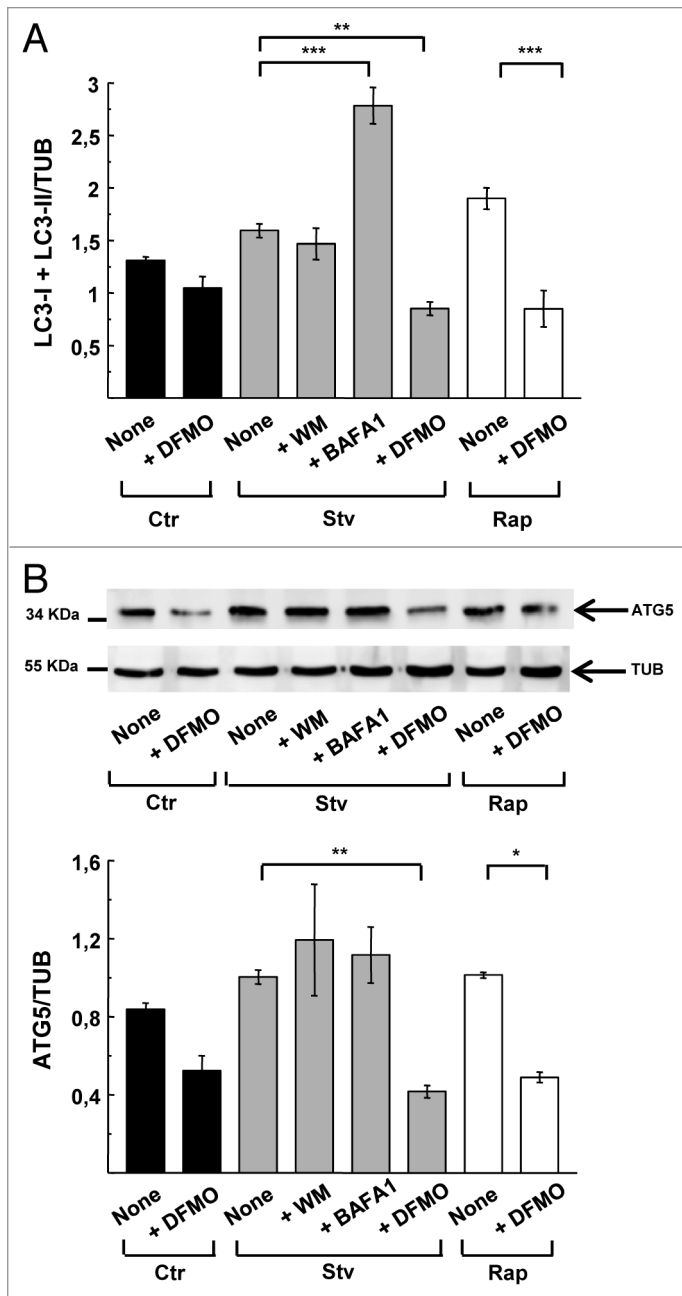 A
** 
*** ***
3
2,5
2
1,5
1
0,5
LC3-I + LC3-II/TUB
None + DFMO None + WM + BAFA1 + DFMO None + DFMO
Ctr Stv Rap
B
34 KDa ATG5
55 KDa TUB
None + DFMO None + WM + BAFA1 + DFMO None + DFMO
Ctr Stv Rap
** *
1,6
1,2
0,8
0,4
ATG5/TUB
None + DFMO None + WM + BAFA1 + DFMO None + DFMO
Ctr Stv Rap